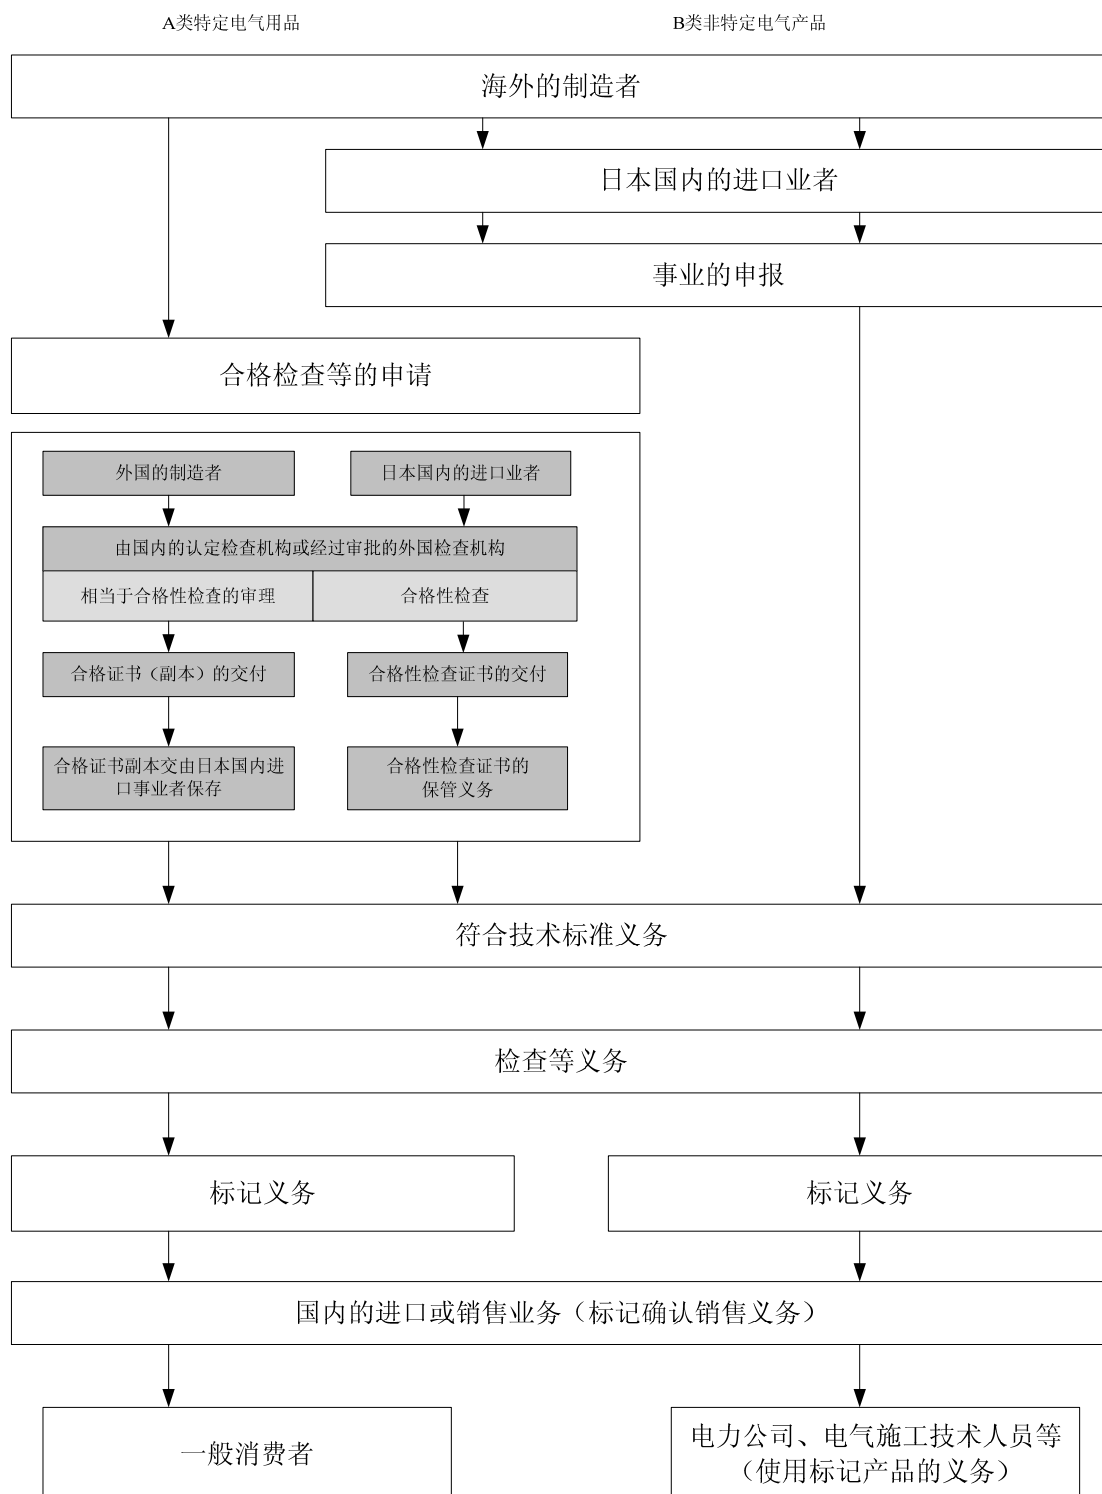 A类特定电气用品
B类非特定电气产品
海外的制造者
日本国内的进口业者
事业的申报
合格检查等的申请
外国的制造者
日本国内的进口业者
由国内的认定检查机构或经过审批的外国检查机构
相当于合格性检查的审理
合格性检查
合格证书（副本）的交付
合格性检查证书的交付
合格证书副本交由日本国内进
口事业者保存
合格性检查证书的
保管义务
符合技术标准义务
检查等义务
标记义务
标记义务
国内的进口或销售业务（标记确认销售义务）
一般消费者
电力公司、电气施工技术人员等
（使用标记产品的义务）